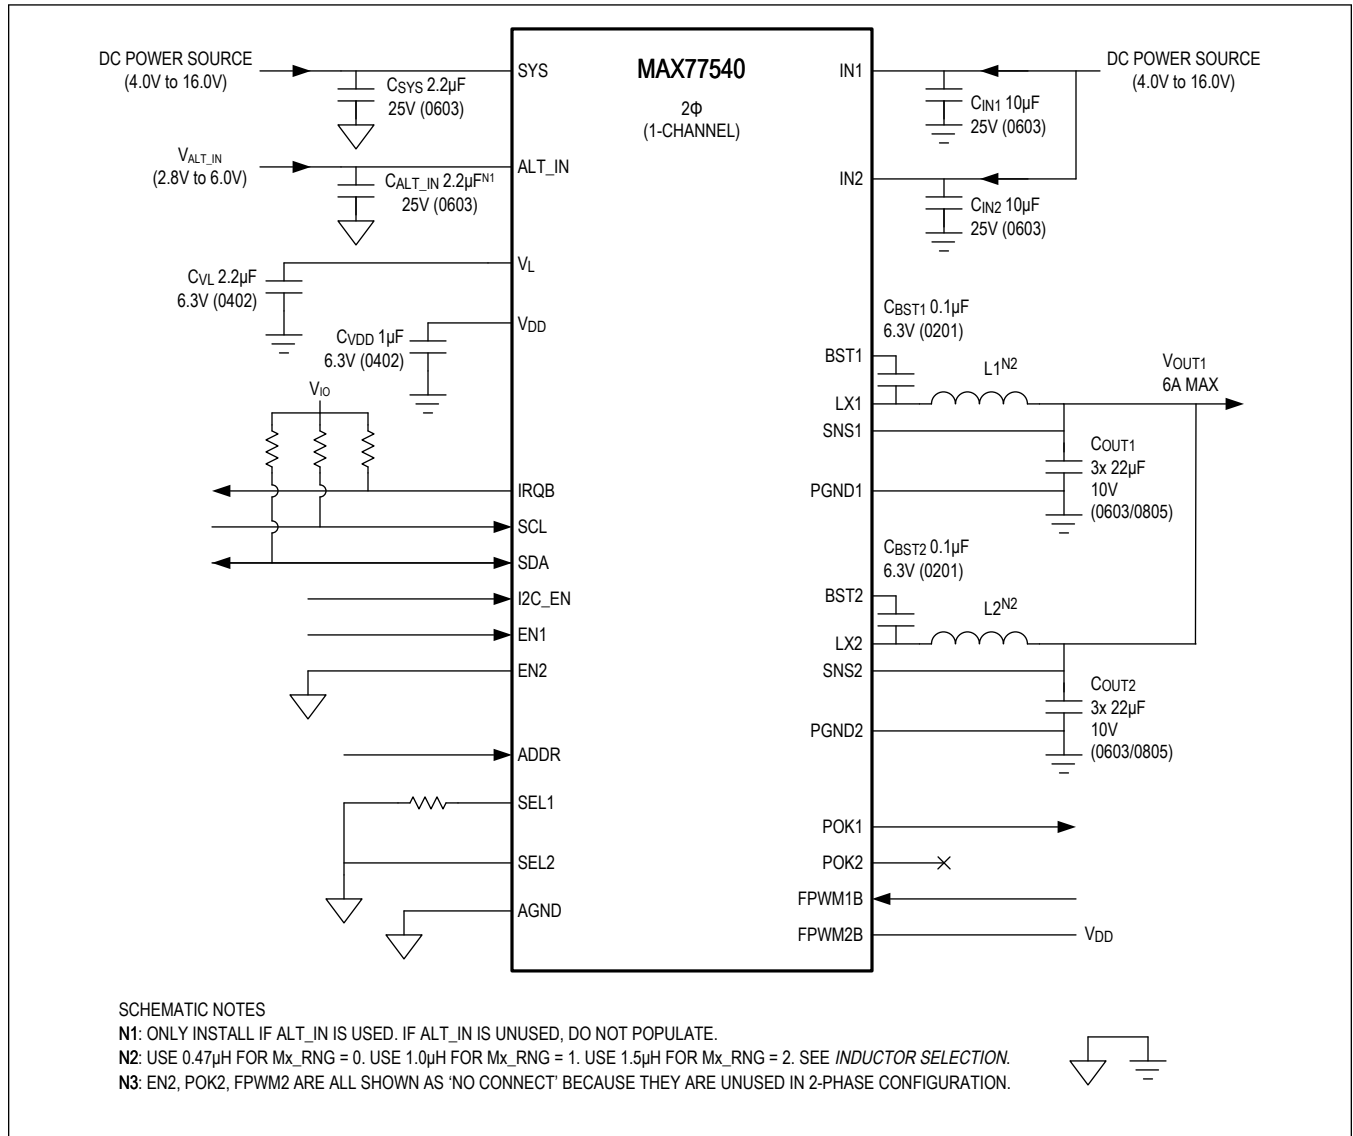 DC POWER SOURCE
(4.0V to 16.0V)
CSYS 2.2µF
25V (0603)
VALT_IN
(2.8V to 6.0V)
CALT_IN 2.2µFN1
25V (0603)
CVL 2.2µF
6.3V (0402)
CVDD 1µF
6.3V (0402)
VIO
SYS
ALT_IN
VL
VDD
IRQB
SCL
SDA
I2C_EN
EN1
EN2
ADDR
SEL1
SEL2
AGND
MAX77540
2Φ
(1-CHANNEL)
IN1
IN2
BST1
LX1
SNS1
PGND1
BST2
LX2
SNS2
PGND2
POK1
POK2
FPWM1B
FPWM2B
DC POWER SOURCE
(4.0V to 16.0V)
CIN1 10µF
25V (0603)
CIN2 10µF
25V (0603)
CBST1 0.1µF
6.3V (0201)
L1N2
VOUT1
6A MAX
COUT1
3x 22µF
10V
(0603/0805)
CBST2 0.1µF
6.3V (0201)
L2N2
COUT2
3x 22µF
10V
(0603/0805)
VDD
SCHEMATIC NOTES
N1: ONLY INSTALL IF ALT_IN IS USED. IF ALT_IN IS UNUSED, DO NOT POPULATE.
N2: USE 0.47µH FOR Mx_RNG = 0. USE 1.0µH FOR Mx_RNG = 1. USE 1.5µH FOR Mx_RNG = 2. SEE INDUCTOR SELECTION.
N3: EN2, POK2, FPWM2 ARE ALL SHOWN AS ‘NO CONNECT’ BECAUSE THEY ARE UNUSED IN 2-PHASE CONFIGURATION.